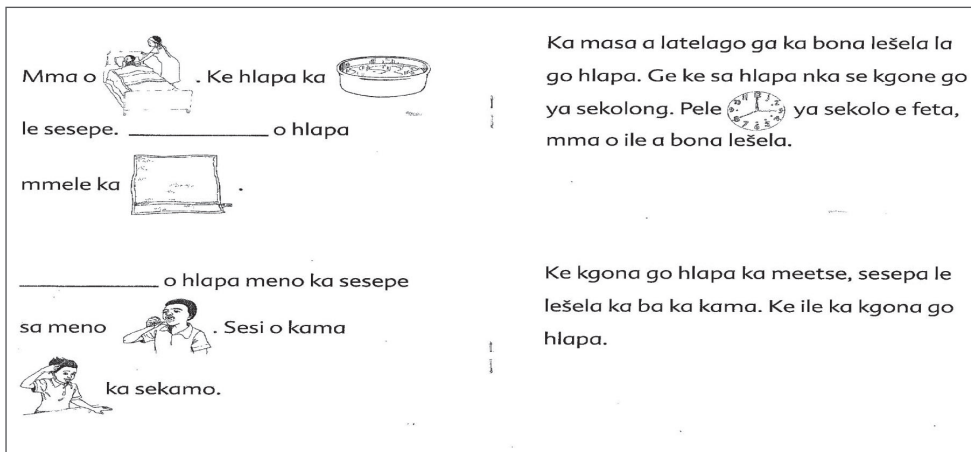 Mma o . Ke hlapa ka
le sesepe. ______________ o hlapa
mmele ka .
______________ o hlapa meno ka sesepe
sa meno . Sesi o kama
ka sekamo.
Ka masa a latelago ga ka bona lešela la
go hlapa. Ge ke sa hlapa nka se kgone go
ya sekolong. Pele ya sekolo e feta,
mma o ile a bona lešela.
Ke kgona go hlapa ka meetse, sesepa le
lešela ka ba ka kama. Ke ile ka kgona go
hlapa.